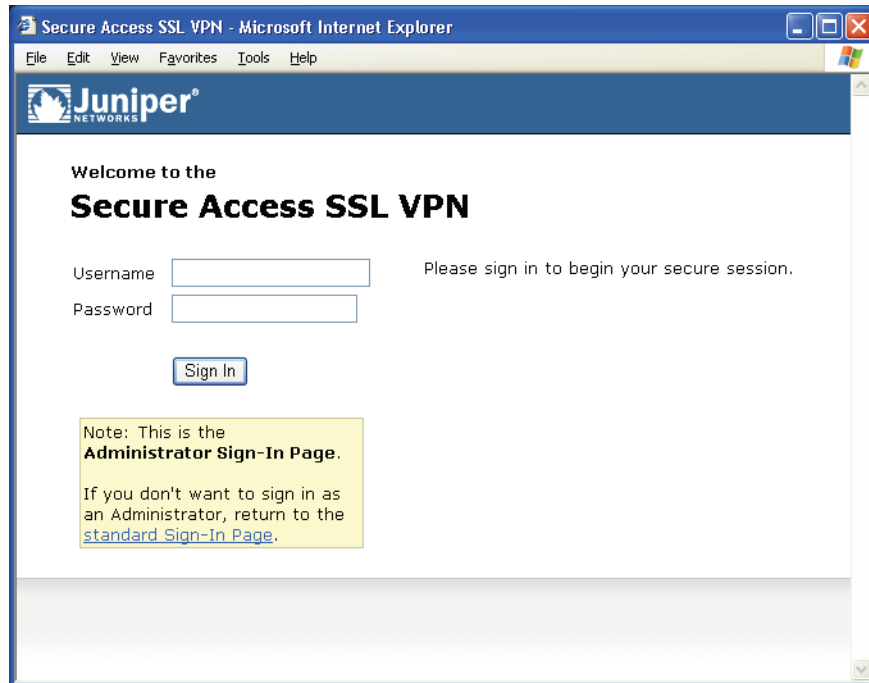 Secure Access SSL VPN - Microsoft Internet Explorer
File Edit View Favorites Tools Help
Juniper®
NETWORKS
Welcome to the
Secure Access SSL VPN
Username
Please sign in to begin your secure session.
Password
Sign In
Note: This is the
Administrator Sign-In Page.
If you don't want to sign in as
an Administrator, return to the
standard Sign-In Page.